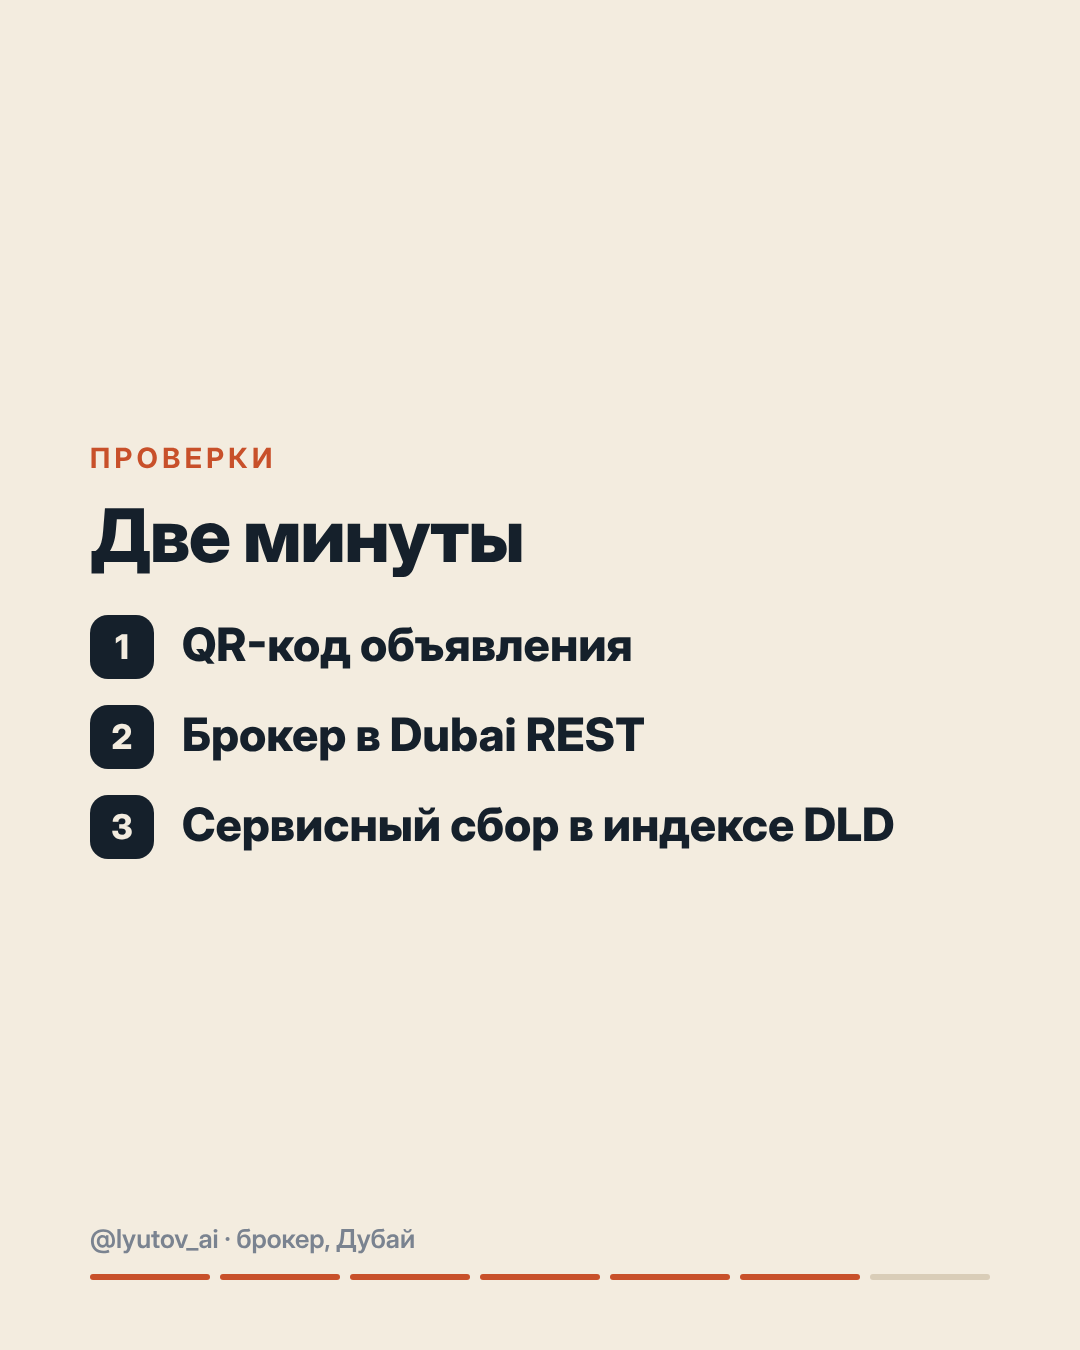 ПРОВЕРКИ
Две минуты
1 QR-код объявления
2 Брокер в Dubai REST
3 Сервисный сбор в индексе DLD
@lyutov_ai · брокер, Дубай